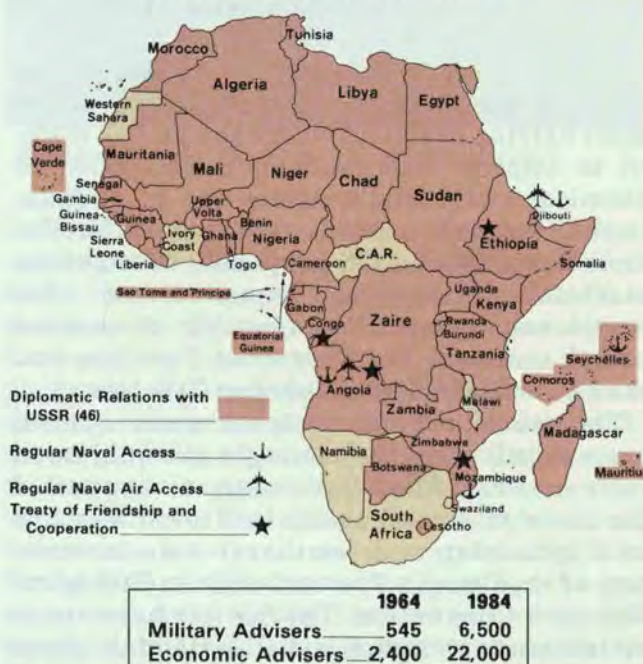 Tunisia
Morocco
Algeria
Libya
Egypt
Western
Sahara
Cape
Verde
Mauritania
Mali
Niger
Chad
Sudan
Senegal
Gambia
Guinea-
Bissau
Guinea
Upper
Volta
Benin
Nigeria
Ivory
Coast
Ghana
Sierra
Leone
Liberia
Togo
Cameroon
C.A.R.
Djibouti
Ethiopia
Somalia
Sao Tome and Principe
Gabon
Congo
Equatorial
Guinea
Zaire
Uganda
Kenya
Rwanda
Burundi
Tanzania
Seychelles
Comoros
Angola
Zambia
Malawi
Madagascar
Mauritiu
Zimbabwe
Mozambique
Namibia
Botswana
Swaziland
South
Africa
Lesotho
Diplomatic Relations with
USSR (46)
Regular Naval Access
Regular Naval Air Access
Treaty of Friendship and
Cooperation
1964 1984
Military Advisers 545 6,500
Economic Advisers 2,400 22,000